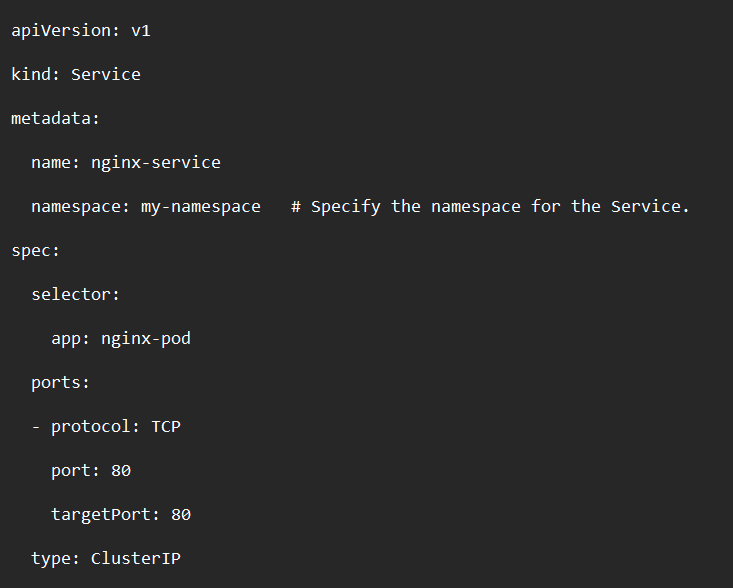 apiVersion: v1
kind: Service
metadata:
  name: nginx-service
  namespace: my-namespace   # Specify the namespace for the Service.
spec:
  selector:
    app: nginx-pod
  ports:
  - protocol: TCP
    port: 80
    targetPort: 80
  type: ClusterIP